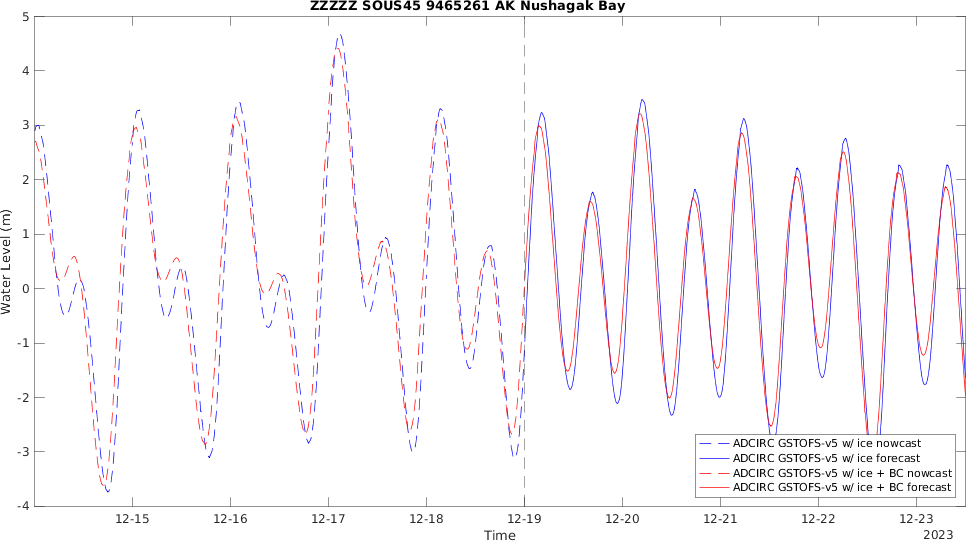 ZZZZZ SOUS45 9465261 AK Nushagak Bay
Water Level (m)
5
4
3
2
1
0
-1
-2
-3
-4
12-15
12-16
12-17
12-18
12-19
12-20
12-21
12-22
12-23
Time
2023
ADCIRC GSTOFS-v5 w/ ice nowcast
ADCIRC GSTOFS-v5 w/ ice forecast
ADCIRC GSTOFS-v5 w/ ice + BC nowcast
ADCIRC GSTOFS-v5 w/ ice + BC forecast